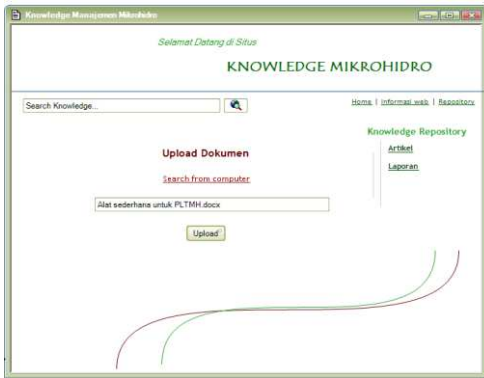 Knowledge Manajemen Mikrohidro
Selamat Datang di Situs
KNOWLEDGE MIKROHIDRO
Search Knowledge...
Home | Informasi web | Repository
Knowledge Repository
Artikel
Laporan
Upload Dokumen
Search from computer
Alat sederhana untuk PLTMH.docx
Upload